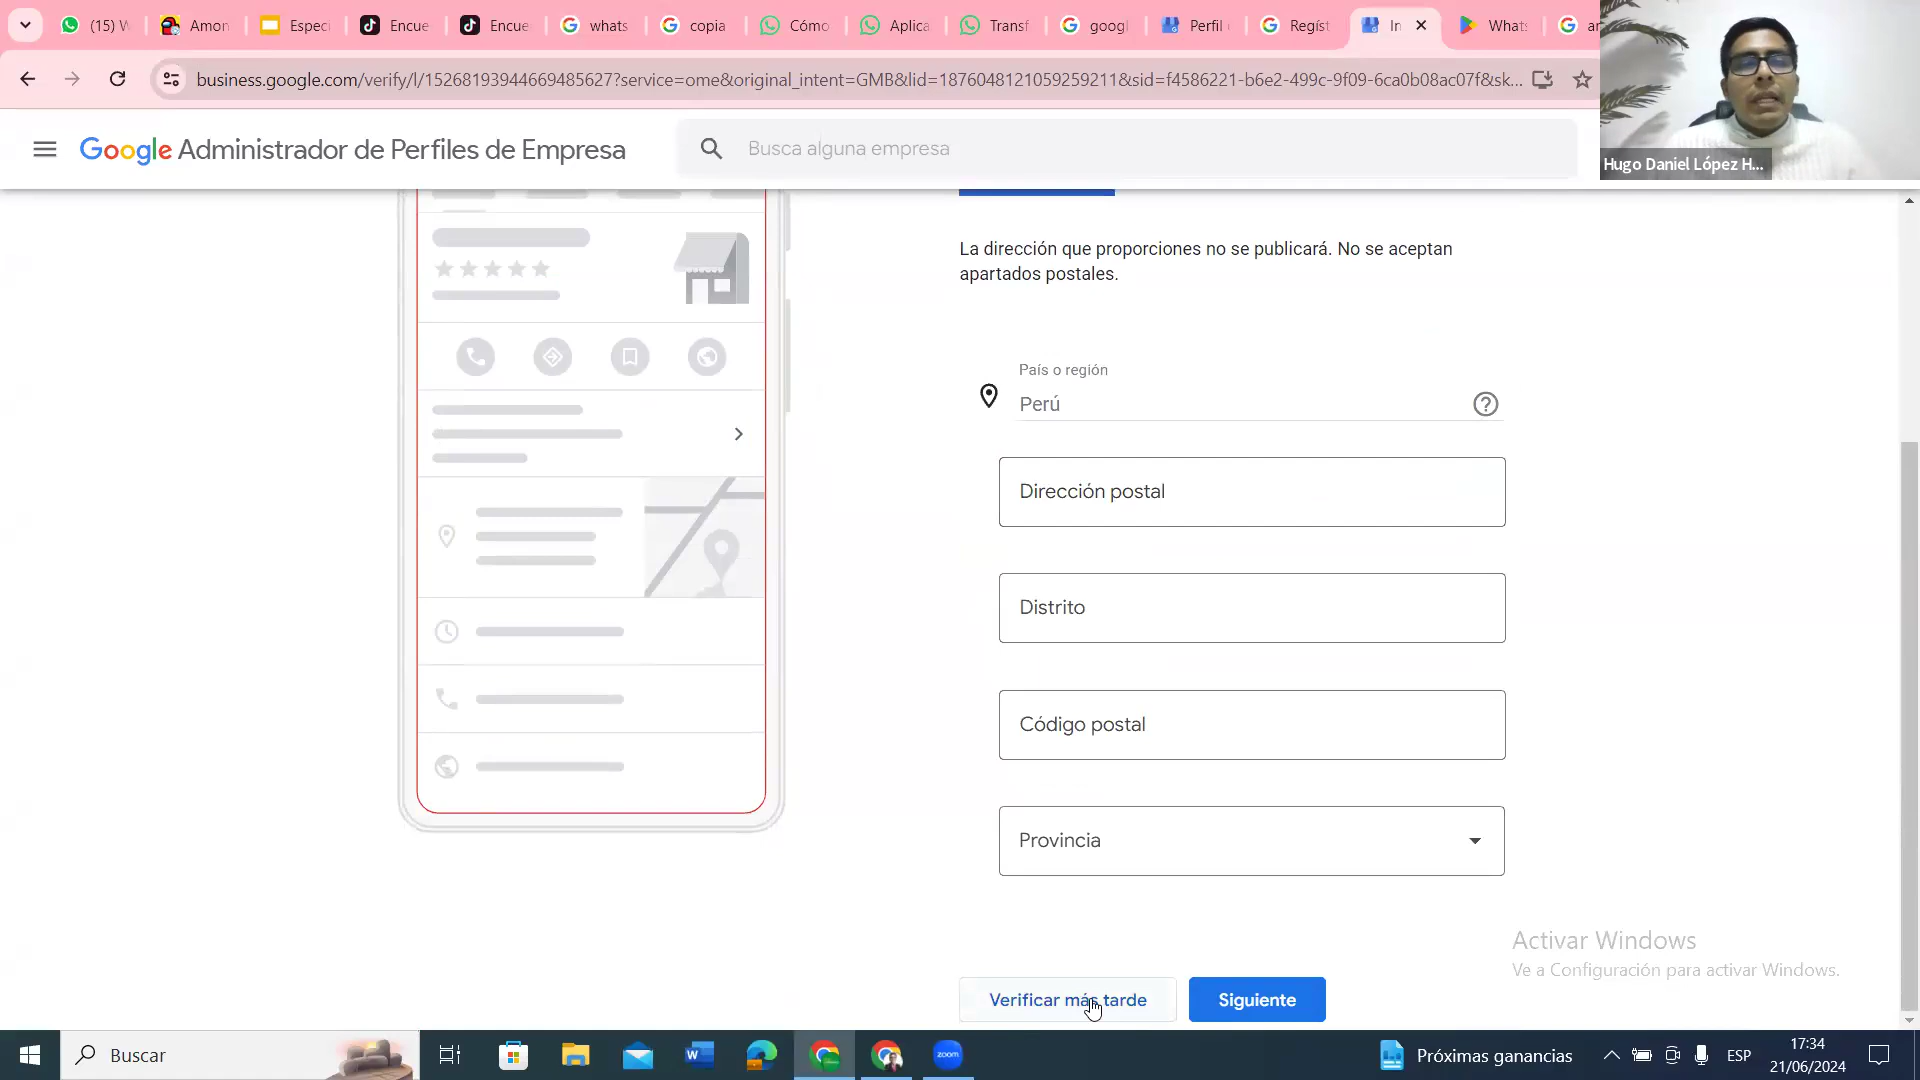 (15) W
Amon
Especi
Encue
Encue
whats
copia
Cómo
Aplica
Transf
googl
Perfil
Regíst
In
Whats
business.google.com/verify/l/15268193944669485627?service=ome&original_intent=GMB&lid=1876048121059259211&sid=f4586221-b6e2-499c-9f09-6ca0b08ac07f&sk...
Google Administrador de Perfiles de Empresa
Busca alguna empresa
Hugo Daniel López H...
La dirección que proporciones no se publicará. No se aceptan
apartados postales.
País o región
Perú
Dirección postal
Distrito
Código postal
Provincia
Activar Windows
Ve a Configuración para activar Windows.
Verificar más tarde
Siguiente
Buscar
W
zoom
Próximas ganancias
ESP
17:34
21/06/2024